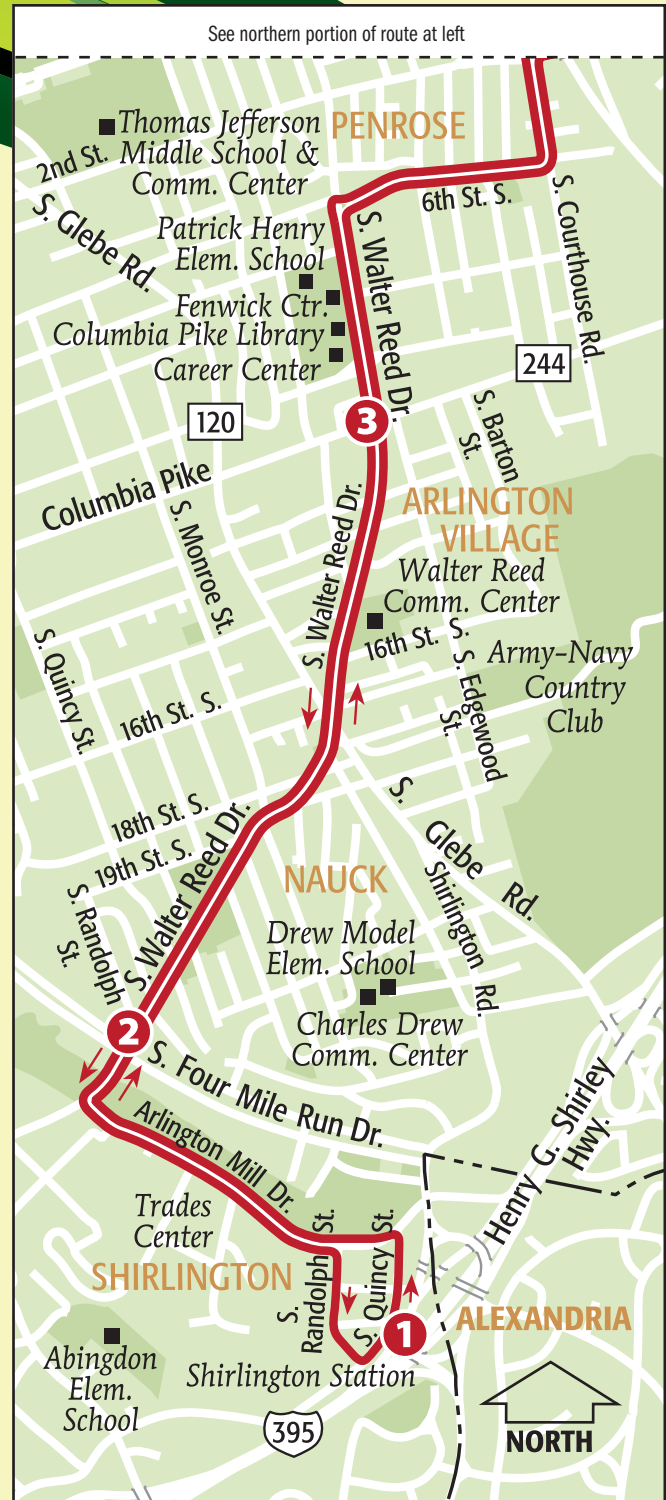 See northern portion of route at left
Thomas Jefferson
Middle School &
Comm. Center
PENROSE
2nd St.
S. Glebe Rd.
6th St. S.
S. Courthouse Rd.
Patrick Henry
Elem. School
S. Walter Reed Dr.
Fenwick Ctr.
Columbia Pike Library
Career Center
244
120
3
S. Barton
St.
Columbia Pike
ARLINGTON
VILLAGE
S. Monroe St.
S. Walter Reed Dr.
Walter Reed
Comm. Center
16th St. S.
S. Quincy St.
S. Edgewood
St.
Army-Navy
Country
Club
16th St. S.
18th St. S.
19th St. S.
S. Glebe Rd.
S. Walter Reed Dr.
NAUCK
Shirlington Rd.
S. Randolph
St.
Drew Model
Elem. School
2
Charles Drew
Comm. Center
S. Four Mile Run Dr.
Henry G. Shirley
Hwy.
Arlington Mill Dr.
Trades
Center
SHIRLINGTON
S.
Randolph St.
S. Quincy St.
1
ALEXANDRIA
Abingdon
Elem.
School
Shirlington Station
395
NORTH